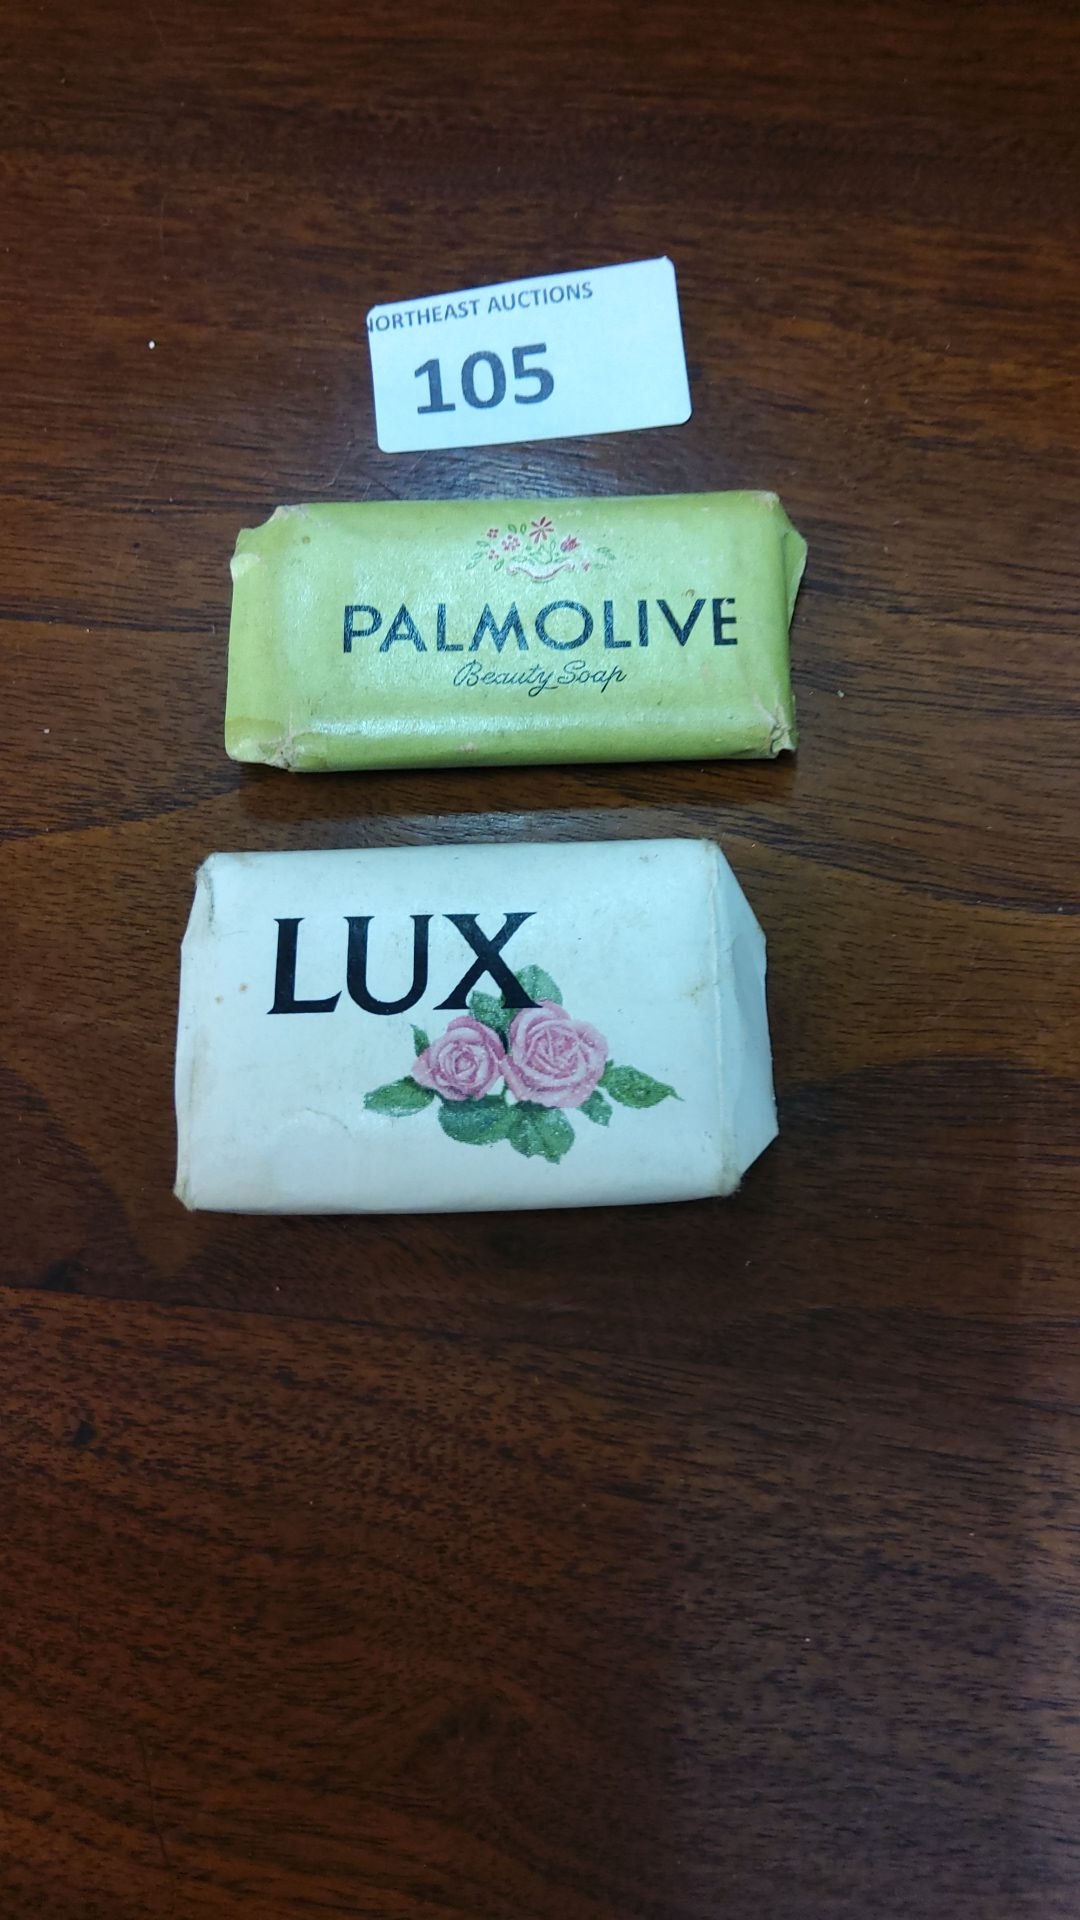 NORTHEAST AUCTIONS
105
PALMOLIVE
Beauty Soap
LUX